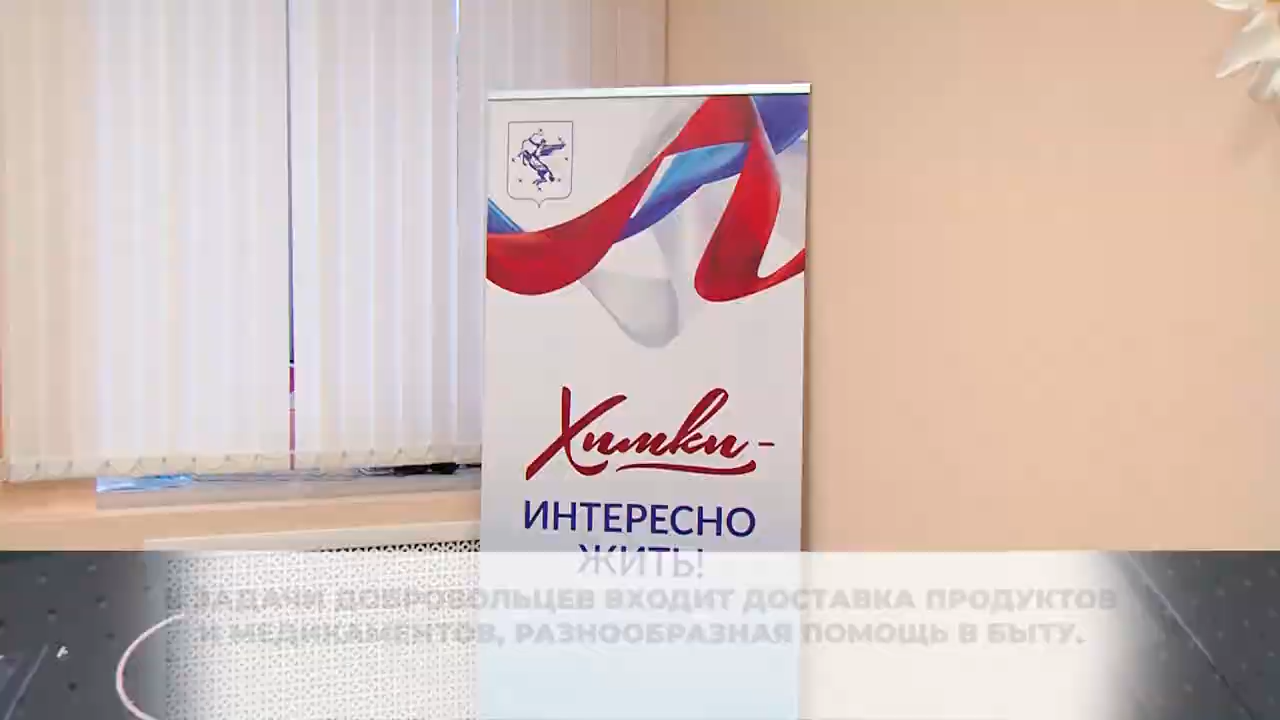 Химки-
ИНТЕРЕСНО
ЖИТЬ!
В ЗАДАЧИ ДОБРОВОЛЬЦЕВ ВХОДИТ ДОСТАВКА ПРОДУКТОВ
И МЕДИКАМЕНТОВ, РАЗНООБРАЗНАЯ ПОМОЩЬ В БЫТУ.